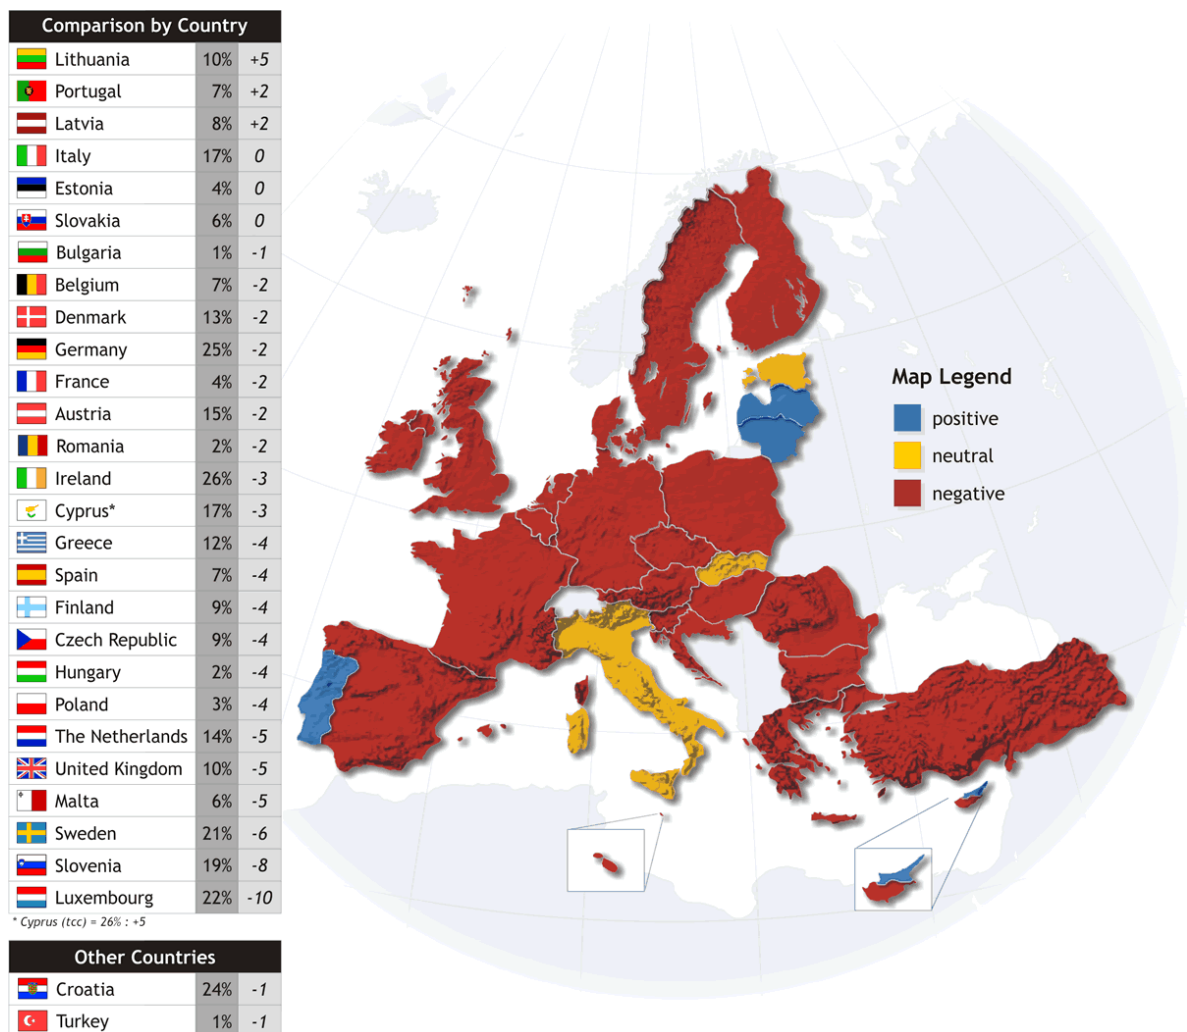 Comparison by Country
Lithuania 10% +5
Portugal 7% +2
Latvia 8% +2
Italy 17% 0
Estonia 4% 0
Slovakia 6% 0
Bulgaria 1% -1
Belgium 7% -2
Denmark 13% -2
Germany 25% -2
France 4% -2
Austria 15% -2
Romania 2% -2
Ireland 26% -3
Cyprus* 17% -3
Greece 12% -4
Spain 7% -4
Finland 9% -4
Czech Republic 9% -4
Hungary 2% -4
Poland 3% -4
The Netherlands 14% -5
United Kingdom 10% -5
Malta 6% -5
Sweden 21% -6
Slovenia 19% -8
Luxembourg 22% -10
* Cyprus (tcc) = 26% : +5
Other Countries
Croatia 24% -1
Turkey 1% -1
Map Legend
positive
neutral
negative